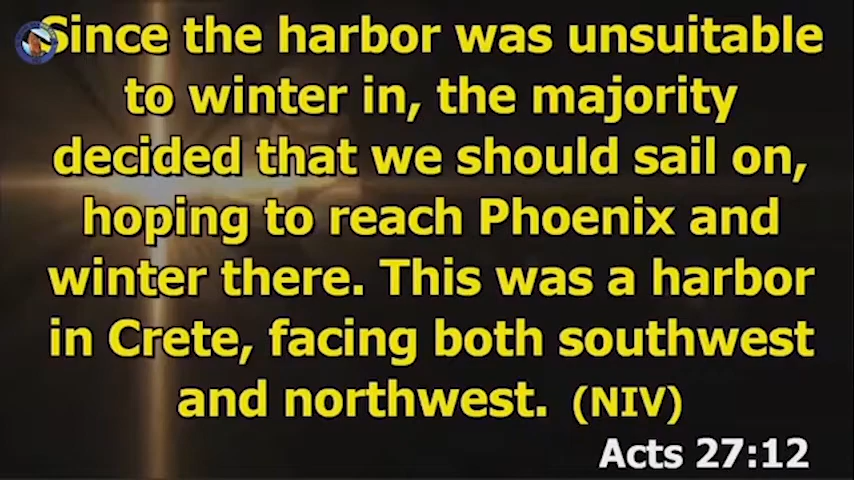 Since the harbor was unsuitable
to winter in, the majority
decided that we should sail on,
hoping to reach Phoenix and
winter there. This was a harbor
in Crete, facing both southwest
and northwest. (NIV)
Acts 27:12